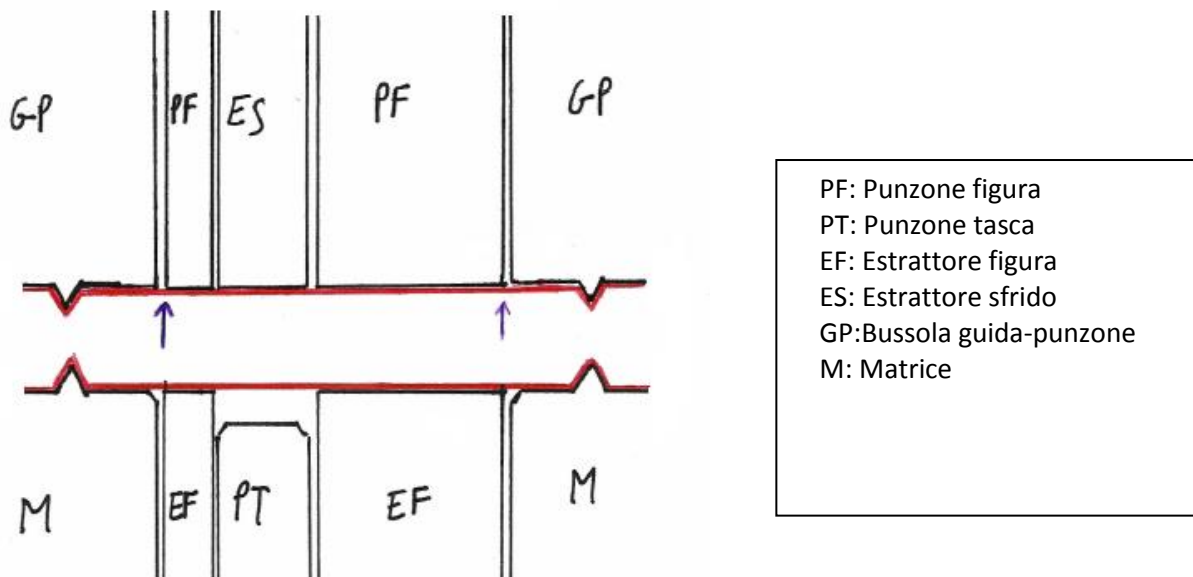 GP PF ES PF GP
M EF PT EF M
PF: Punzone figura
PT: Punzone tasca
EF: Estrattore figura
ES: Estrattore sfrido
GP:Bussola guida-punzone
M: Matrice